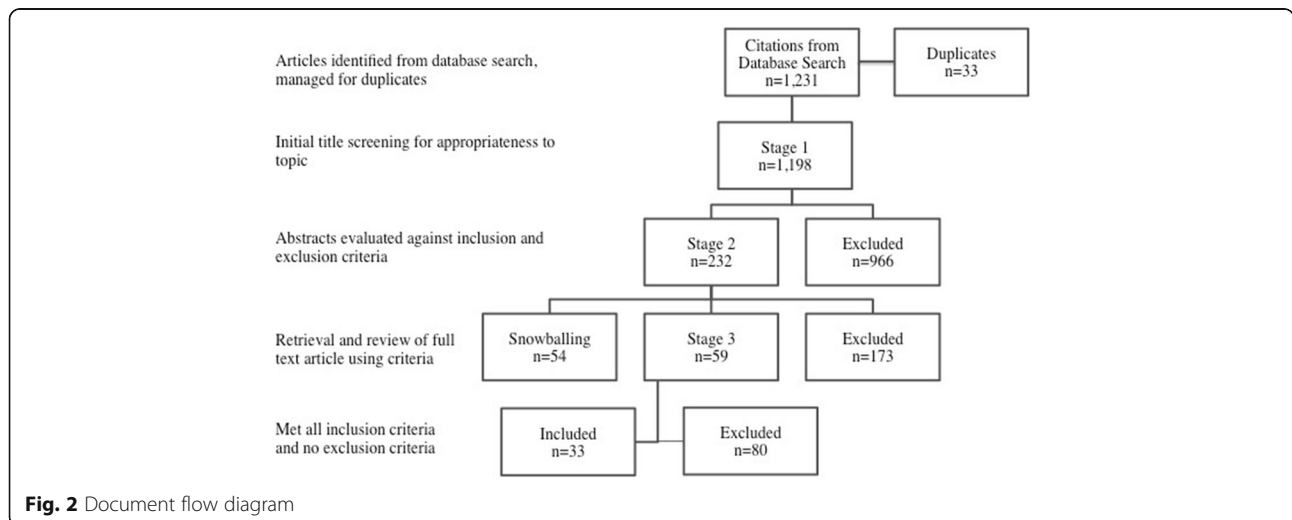 Articles identified from database search,
managed for duplicates
Citations from
Database Search
n=1,231
Duplicates
n=33
Initial title screening for appropriateness to
topic
Stage 1
n=1,198
Abstracts evaluated against inclusion and
exclusion criteria
Stage 2
n=232
Excluded
n=966
Retrieval and review of full
text article using criteria
Snowballing
n=54
Stage 3
n=59
Excluded
n=173
Met all inclusion criteria
and no exclusion criteria
Included
n=33
Excluded
n=80
Fig. 2 Document flow diagram